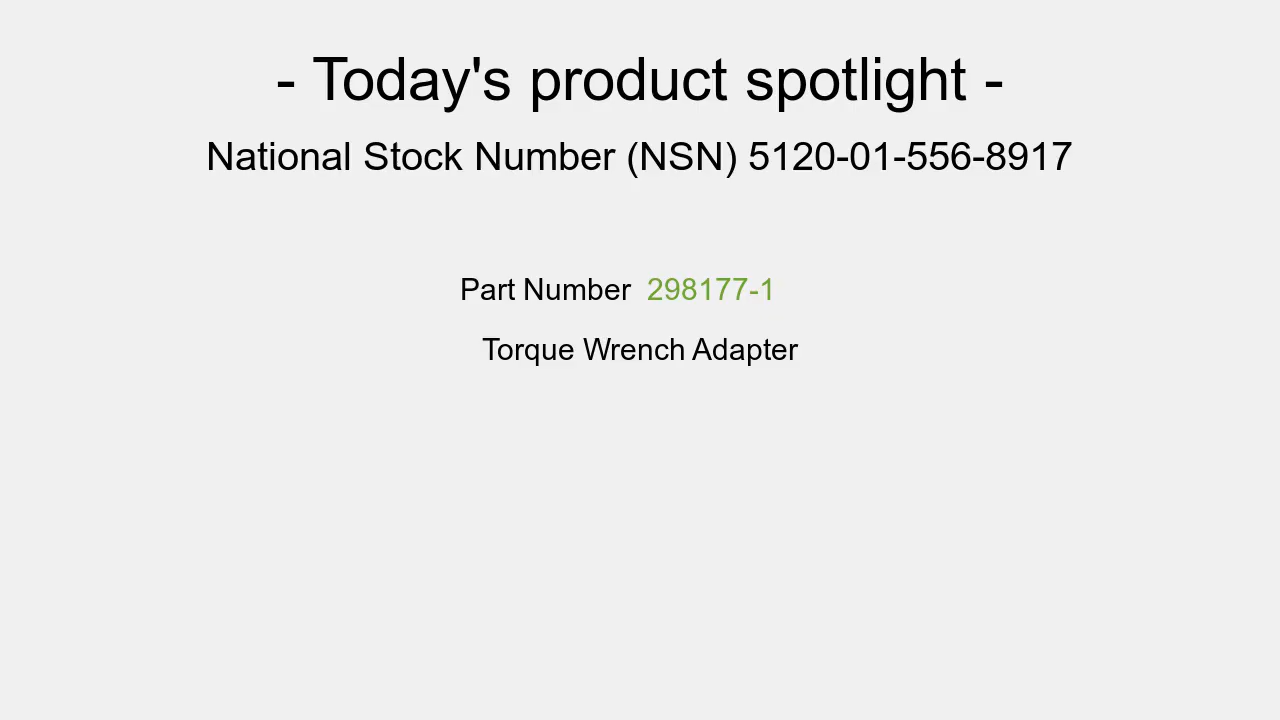 - Today's product spotlight -
National Stock Number (NSN) 5120-01-556-8917
Part Number 298177-1
Torque Wrench Adapter